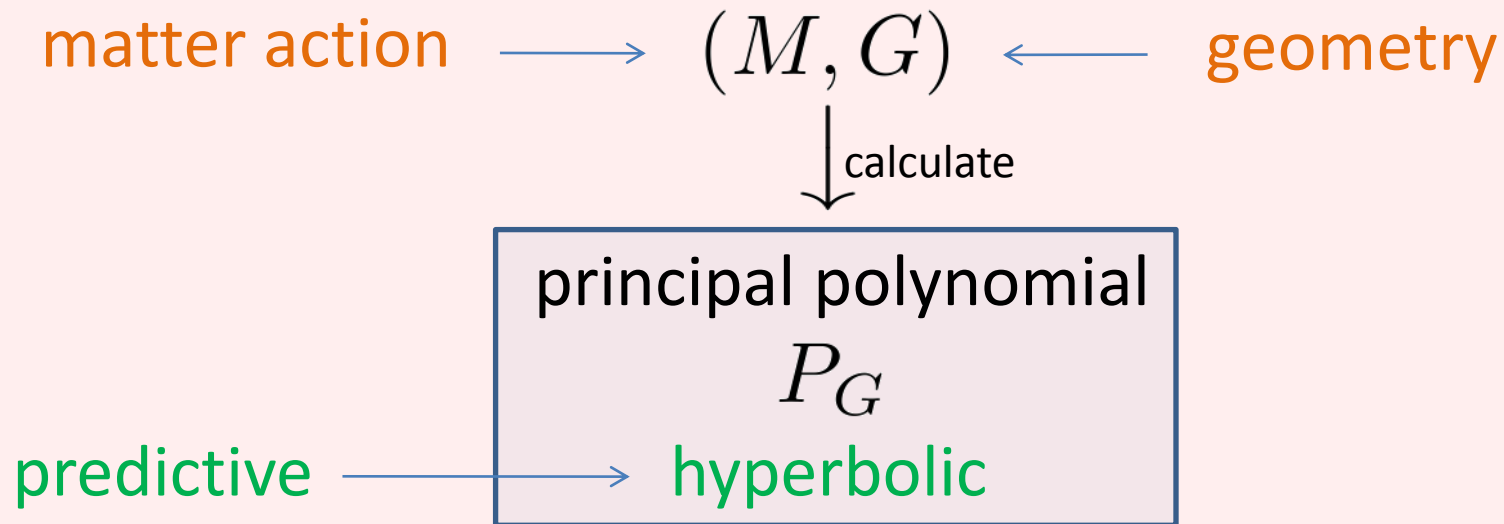 matter action (M, G) geometry
calculate
principal polynomial
P_G
predictive hyperbolic